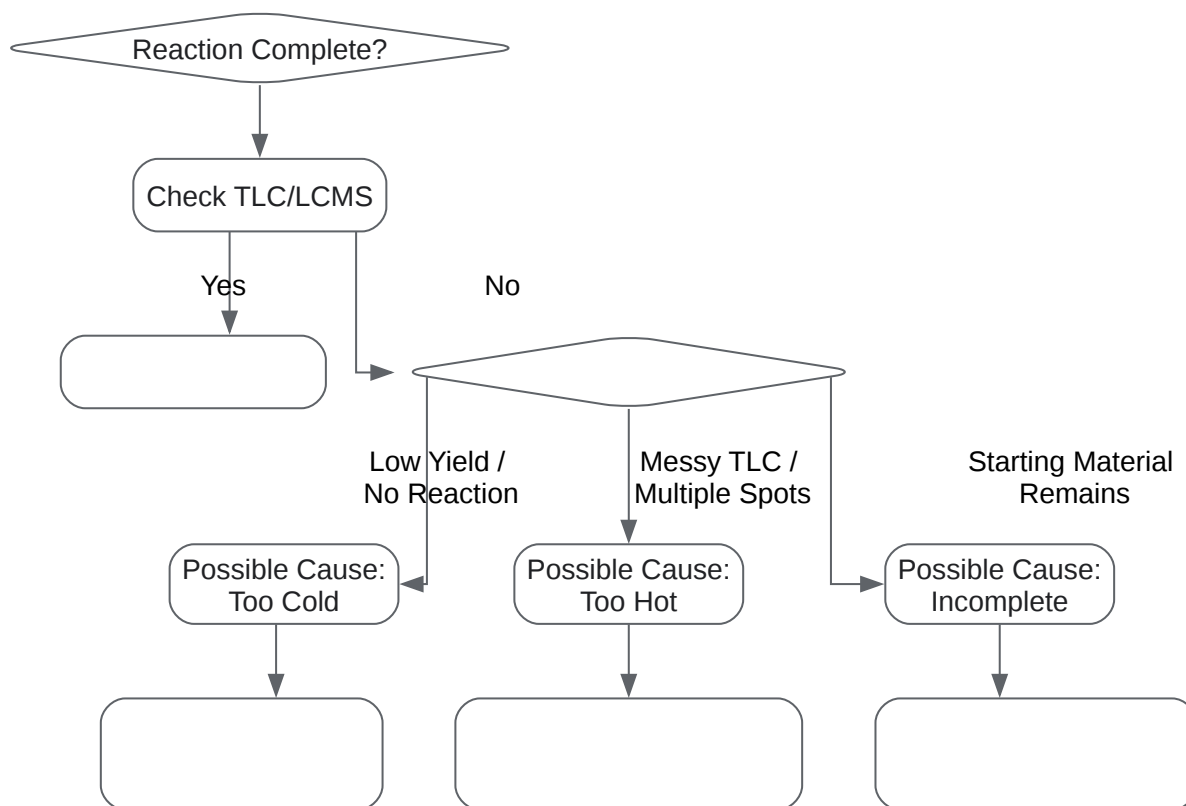 Reaction Complete?
Check TLC/LCMS
Yes
No
Low Yield /
No Reaction
Messy TLC /
Multiple Spots
Starting Material
Remains
Possible Cause:
Too Cold
Possible Cause:
Too Hot
Possible Cause:
Incomplete